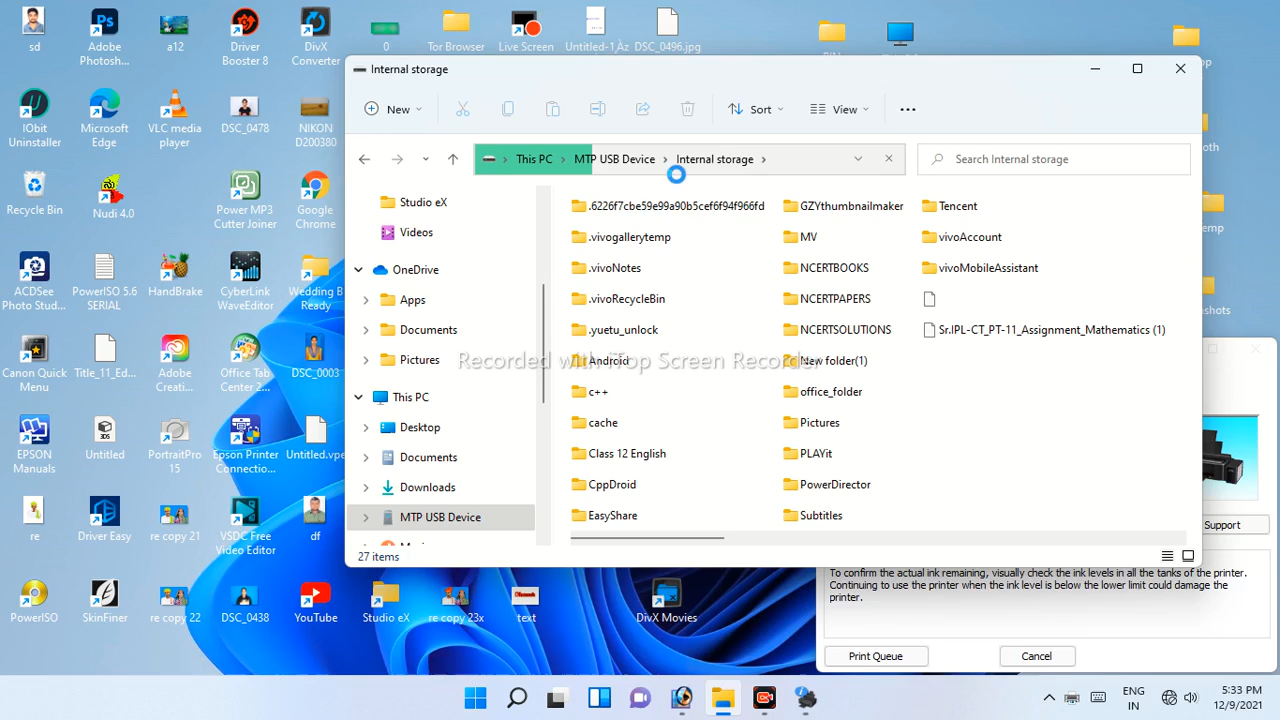 sd
Adobe Photosh...
a12
Driver Booster 8
DivX Converter
0
Tor Browser
Live Screen
Untitled-1‚Äz
DSC_0496.jpg
IObit Uninstaller
Microsoft Edge
VLC media player
DSC_0478
NIKON D200380
Recycle Bin
Nudi 4.0
Power MP3 Cutter Joiner
Google Chrome
ACDSee Photo Stud...
PowerISO 5.6 SERIAL
HandBrake
CyberLink WaveEditor
Wedding B Ready
Canon Quick Menu
Title_11_Ed...
Adobe Creati...
Office Tab Center 2...
DSC_0003
EPSON Manuals
Untitled
PortraitPro 15
Epson Printer Connectio...
Untitled.vpe
re
Driver Easy
re copy 21
VSDC Free Video Editor
df
PowerISO
SkinFiner
re copy 22
DSC_0438
YouTube
Studio eX
re copy 23x
text
DivX Movies
Internal storage
New
Sort
View
This PC
MTP USB Device
Internal storage
Search Internal storage
Studio eX
Videos
OneDrive
Apps
Documents
Pictures
This PC
Desktop
Documents
Downloads
MTP USB Device
.6226f7cbe59e99a90b5cef6f94f966fd
.vivogallerytemp
.vivoNotes
.vivoRecycleBin
.yuetu_unlock
Android
c++
cache
Class 12 English
CppDroid
EasyShare
GZYthumbnailmaker
MV
NCERTBOOKS
NCERTPAPERS
NCERTSOLUTIONS
New folder(1)
office_folder
Pictures
PLAYit
PowerDirector
Subtitles
Tencent
vivoAccount
vivoMobileAssistant
Sr.IPL-CT_PT-11_Assignment_Mathematics (1)
27 items
Recorded with iTop Screen Recorder
Support
To confirm the actual ink remaining, visually check the ink levels in all the tanks of the printer.
Continuing to use the printer when the ink level is below the lower limit could damage the
printer.
Print Queue
Cancel
ENG
IN
5:33 PM
12/9/2021